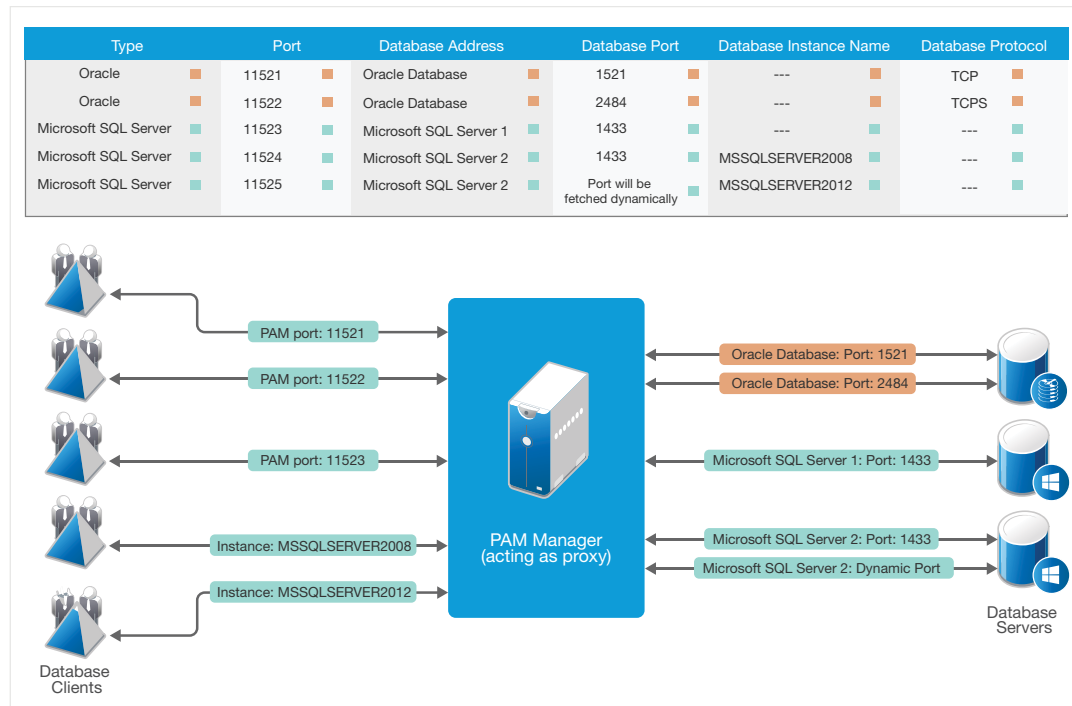 Type Port Database Address Database Port Database Instance Name Database Protocol
Oracle 11521 Oracle Database 1521 --- TCP
Oracle 11522 Oracle Database 2484 --- TCPS
Microsoft SQL Server 11523 Microsoft SQL Server 1 1433 --- ---
Microsoft SQL Server 11524 Microsoft SQL Server 2 1433 MSSQLSERVER2008 ---
Microsoft SQL Server 11525 Microsoft SQL Server 2 Port will be fetched dynamically MSSQLSERVER2012 ---
PAM port: 11521
PAM port: 11522
PAM port: 11523
Instance: MSSQLSERVER2008
Instance: MSSQLSERVER2012
Database
Clients
PAM Manager
(acting as proxy)
Oracle Database: Port: 1521
Oracle Database: Port: 2484
Microsoft SQL Server 1: Port: 1433
Microsoft SQL Server 2: Port: 1433
Microsoft SQL Server 2: Dynamic Port
Database
Servers